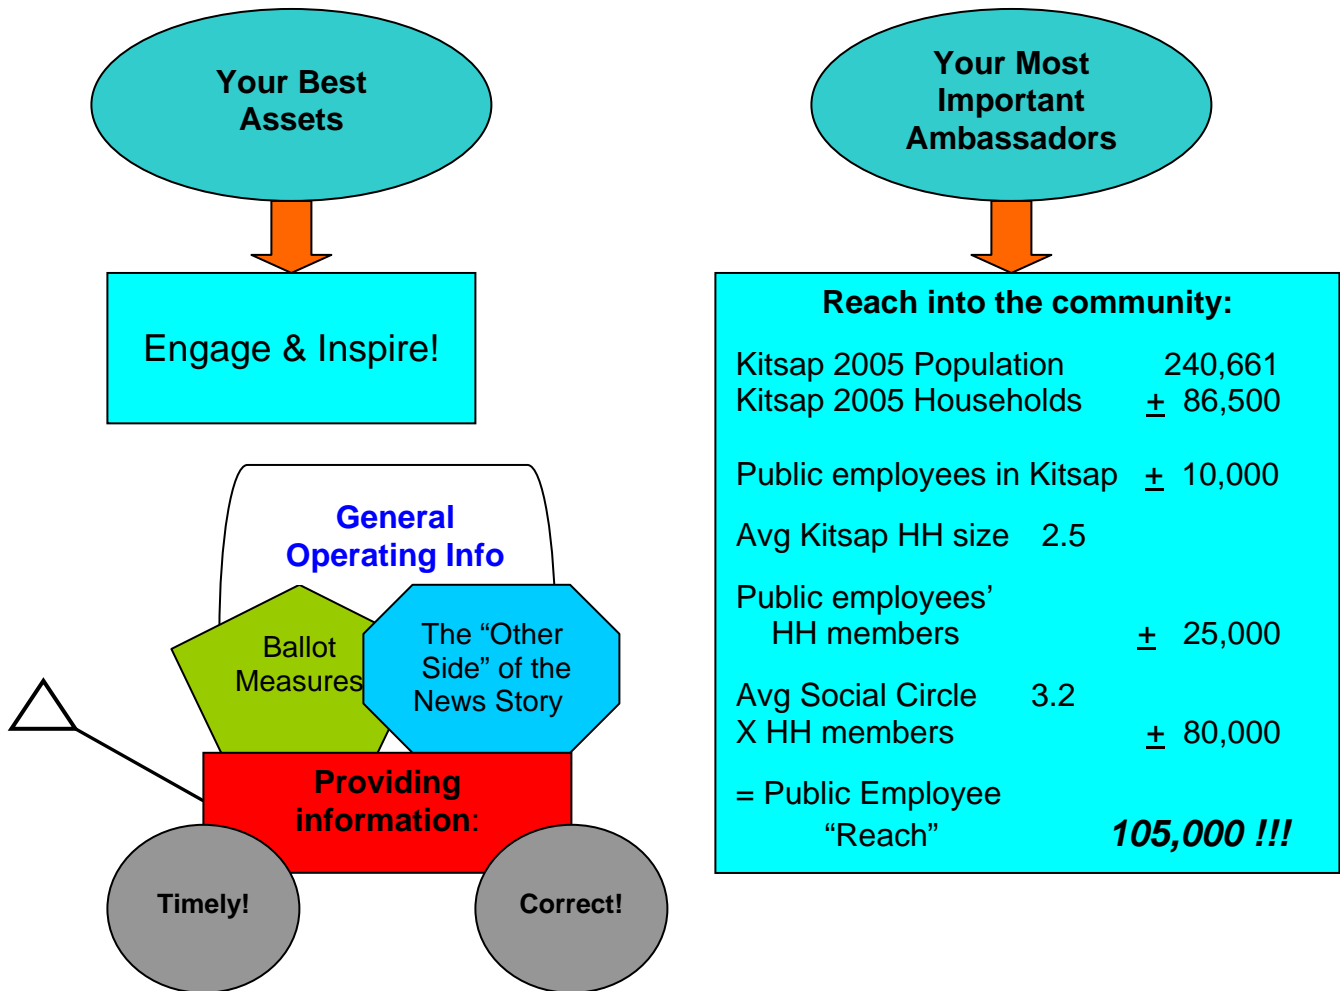 Your Best
Assets
Engage & Inspire!
General
Operating Info
Ballot
Measures
The “Other
Side” of the
News Story
Providing
information:
Timely!
Correct!
Your Most
Important
Ambassadors
Reach into the community:
Kitsap 2005 Population 240,661
Kitsap 2005 Households ± 86,500
Public employees in Kitsap ± 10,000
Avg Kitsap HH size 2.5
Public employees’
HH members ± 25,000
Avg Social Circle 3.2
X HH members ± 80,000
= Public Employee
“Reach” 105,000 !!!